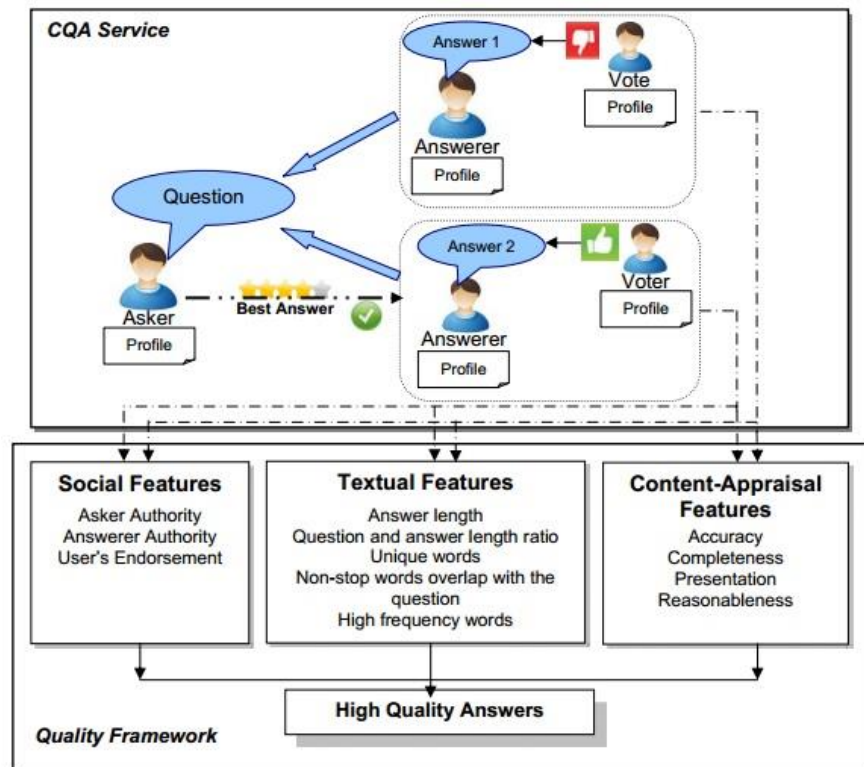 CQA Service
Answer 1
Vote
Profile
Answerer
Profile
Question
Answer 2
Voter
Profile
Best Answer
Asker
Profile
Answerer
Profile
Social Features
Asker Authority
Answerer Authority
User's Endorsement
Textual Features
Answer length
Question and answer length ratio
Unique words
Non-stop words overlap with the
question
High frequency words
Content-Appraisal
Features
Accuracy
Completeness
Presentation
Reasonableness
High Quality Answers
Quality Framework